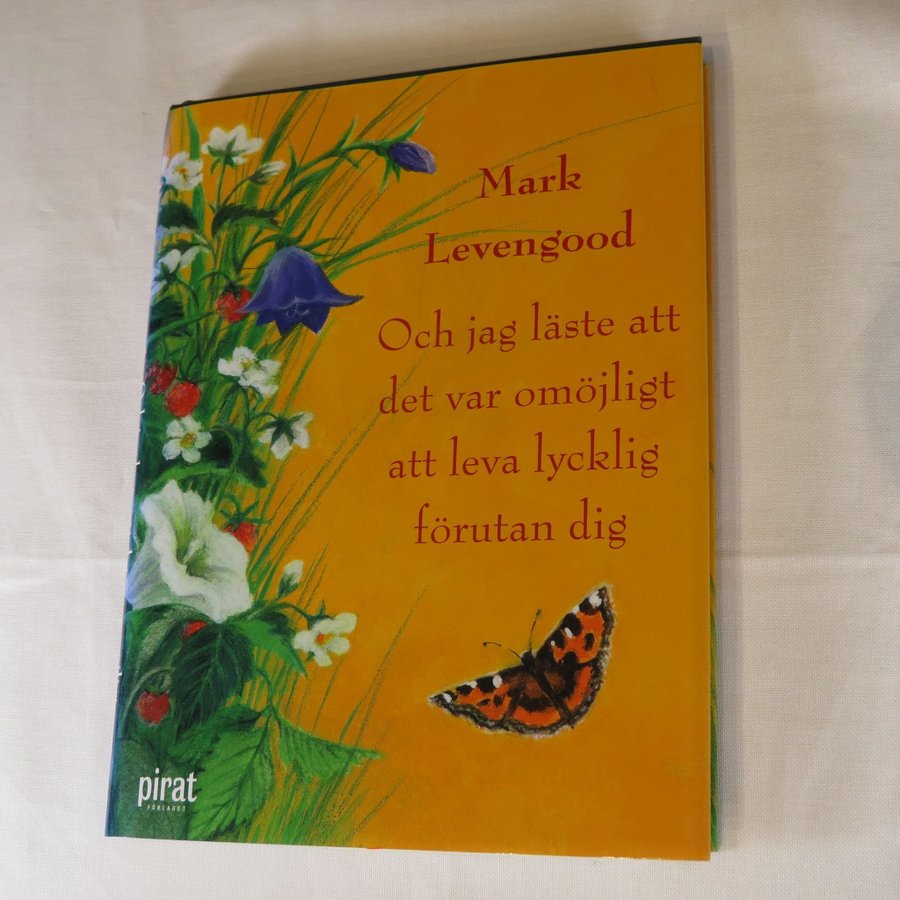 Mark
Levengood
Och jag läste att
det var omöjligt
att leva lycklig
förutan dig
pirat
FÖRLAGET